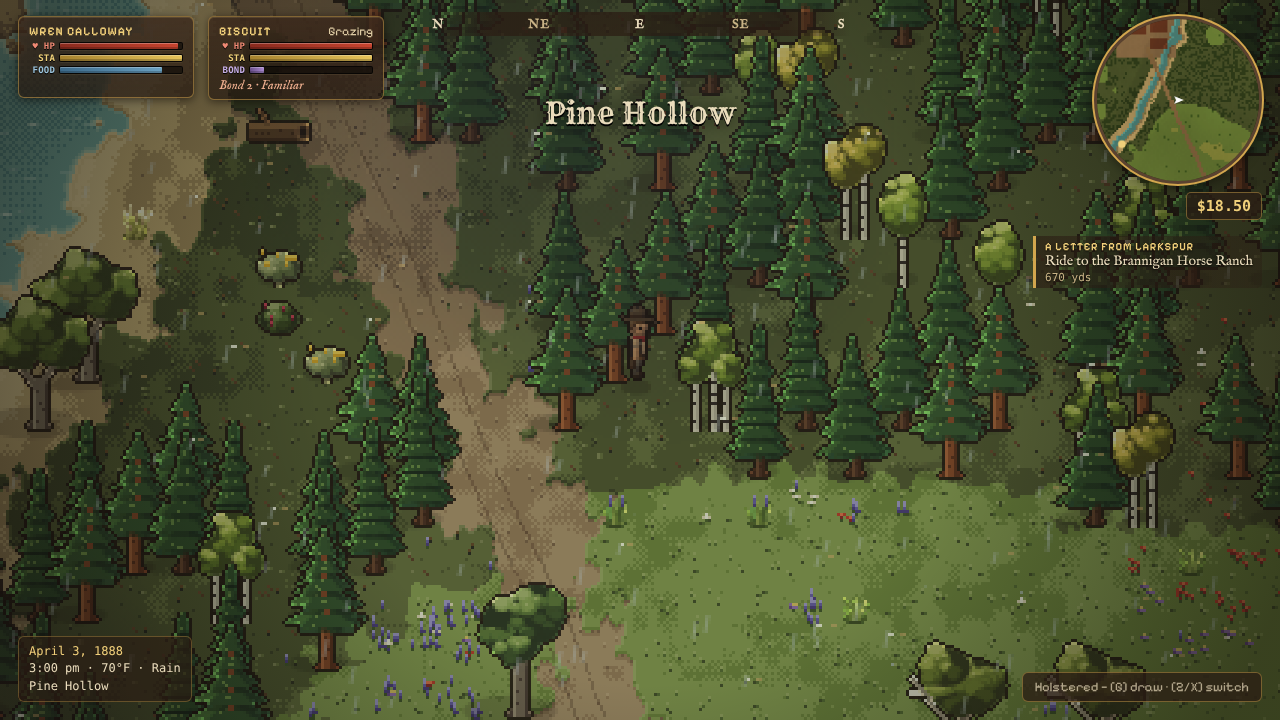 WREN CALLOWAY
♥ HP
STA
FOOD
BISCUIT Grazing
♥ HP
STA
BOND
Bond 2 · Familiar
N NE E SE S
Pine Hollow
$18.50
A LETTER FROM LARKSPUR
Ride to the Brannigan Horse Ranch
670 yds
April 3, 1888
3:00 pm · 70°F · Rain
Pine Hollow
Holstered - [G] draw · [Z/X] switch